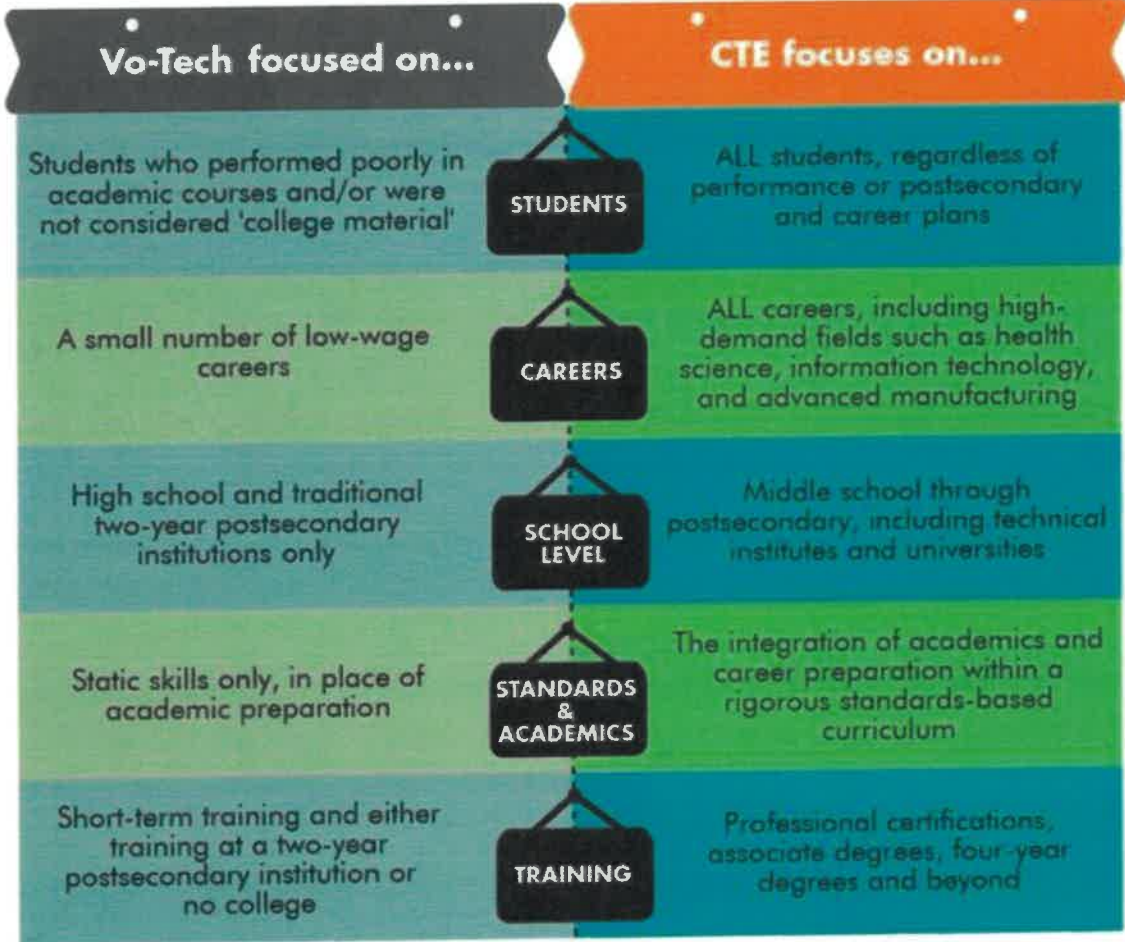 Vo-Tech focused on...
CTE focuses on...
Students who performed poorly in
academic courses and/or were
not considered 'college material'
STUDENTS
ALL students, regardless of
performance or postsecondary
and career plans
A small number of low-wage
careers
CAREERS
ALL careers, including high-
demand fields such as health
science, information technology,
and advanced manufacturing
High school and traditional
two-year postsecondary
institutions only
SCHOOL
LEVEL
Middle school through
postsecondary, including technical
institutes and universities
Static skills only, in place of
academic preparation
STANDARDS
&
ACADEMICS
The integration of academics and
career preparation within a
rigorous standards-based
curriculum
Short-term training and either
training at a two-year
postsecondary institution or
no college
TRAINING
Professional certifications,
associate degrees, four-year
degrees and beyond